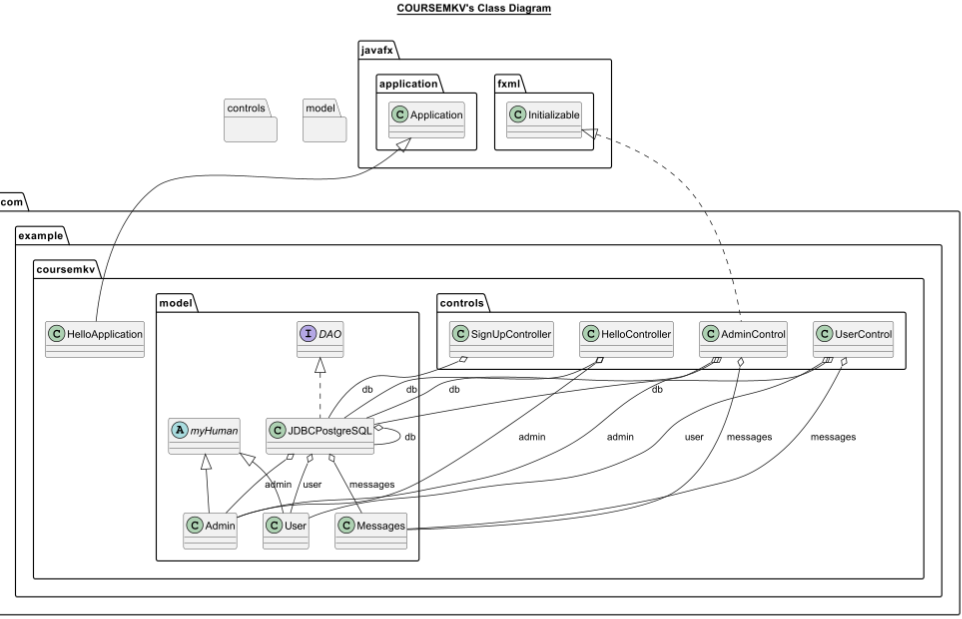 COURSEMKV's Class Diagram
javafx
application
fxml
C Application
C Initializable
controls
model
com
example
coursemkv
model
controls
C HelloApplication
I DAO
C SignUpController
C HelloController
C AdminControl
C UserControl
db
db
db
db
A myHuman
C JDBCPostgreSQL
db
admin
admin
user
messages
messages
admin
user
messages
C Admin
C User
C Messages